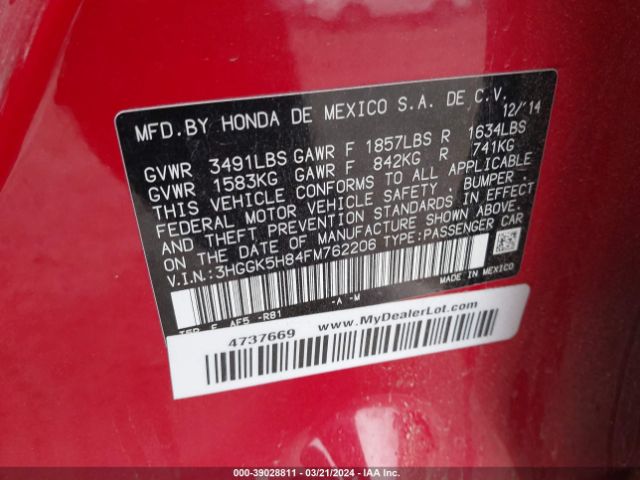 MFD.BY HONDA DE MEXICO S.A. DE C.V.
12/'14
GVWR 3491LBS GAWR F 1857LBS R 1634LBS
GVWR 1583KG GAWR F 842KG R 741KG
THIS VEHICLE CONFORMS TO ALL APPLICABLE
FEDERAL MOTOR VEHICLE SAFETY, BUMPER,
AND THEFT PREVENTION STANDARDS IN EFFECT
ON THE DATE OF MANUFACTURE SHOWN ABOVE.
V.I.N.: 3HGGK5H84FM762206 TYPE: PASSENGER CAR
F AF5 -R81 -A -M
4737669 www.MyDealerLot.com
000-39028811 - 03/21/2024 - IAA Inc.